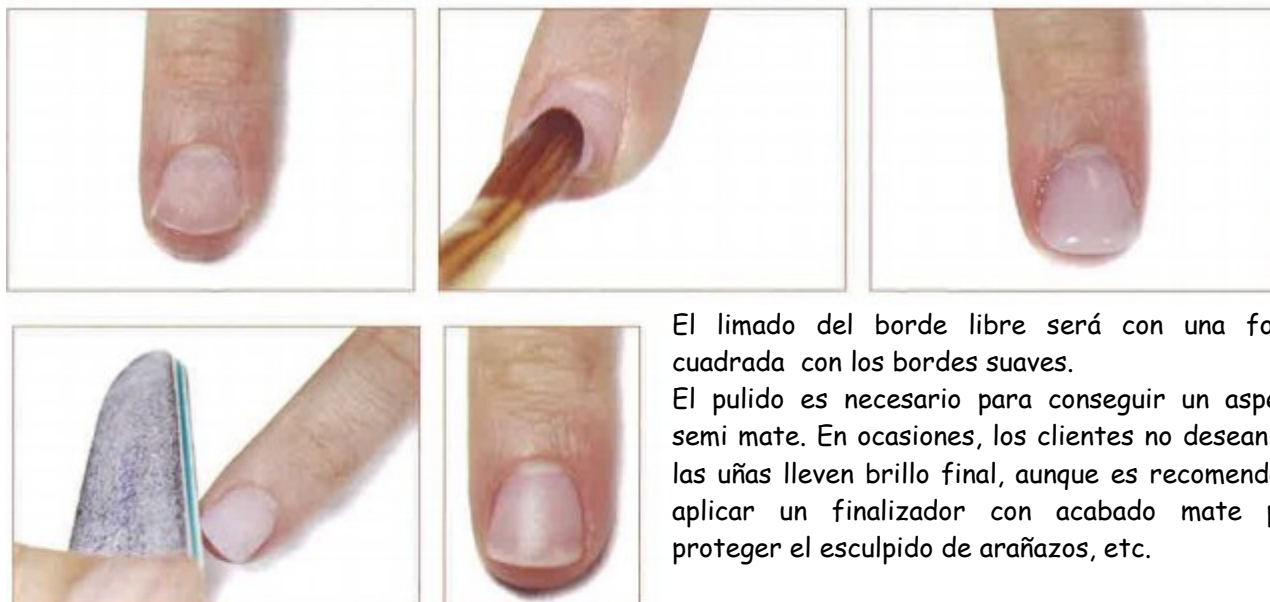 El limado del borde libre será con una
cuadrada con los bordes suaves.
El pulido es necesario para conseguir un
semi mate. En ocasiones, los clientes no desean
las uñas lleven brillo final, aunque es
aplicar un finalizador con acabado mate
proteger el esculpido de arañazos, etc.